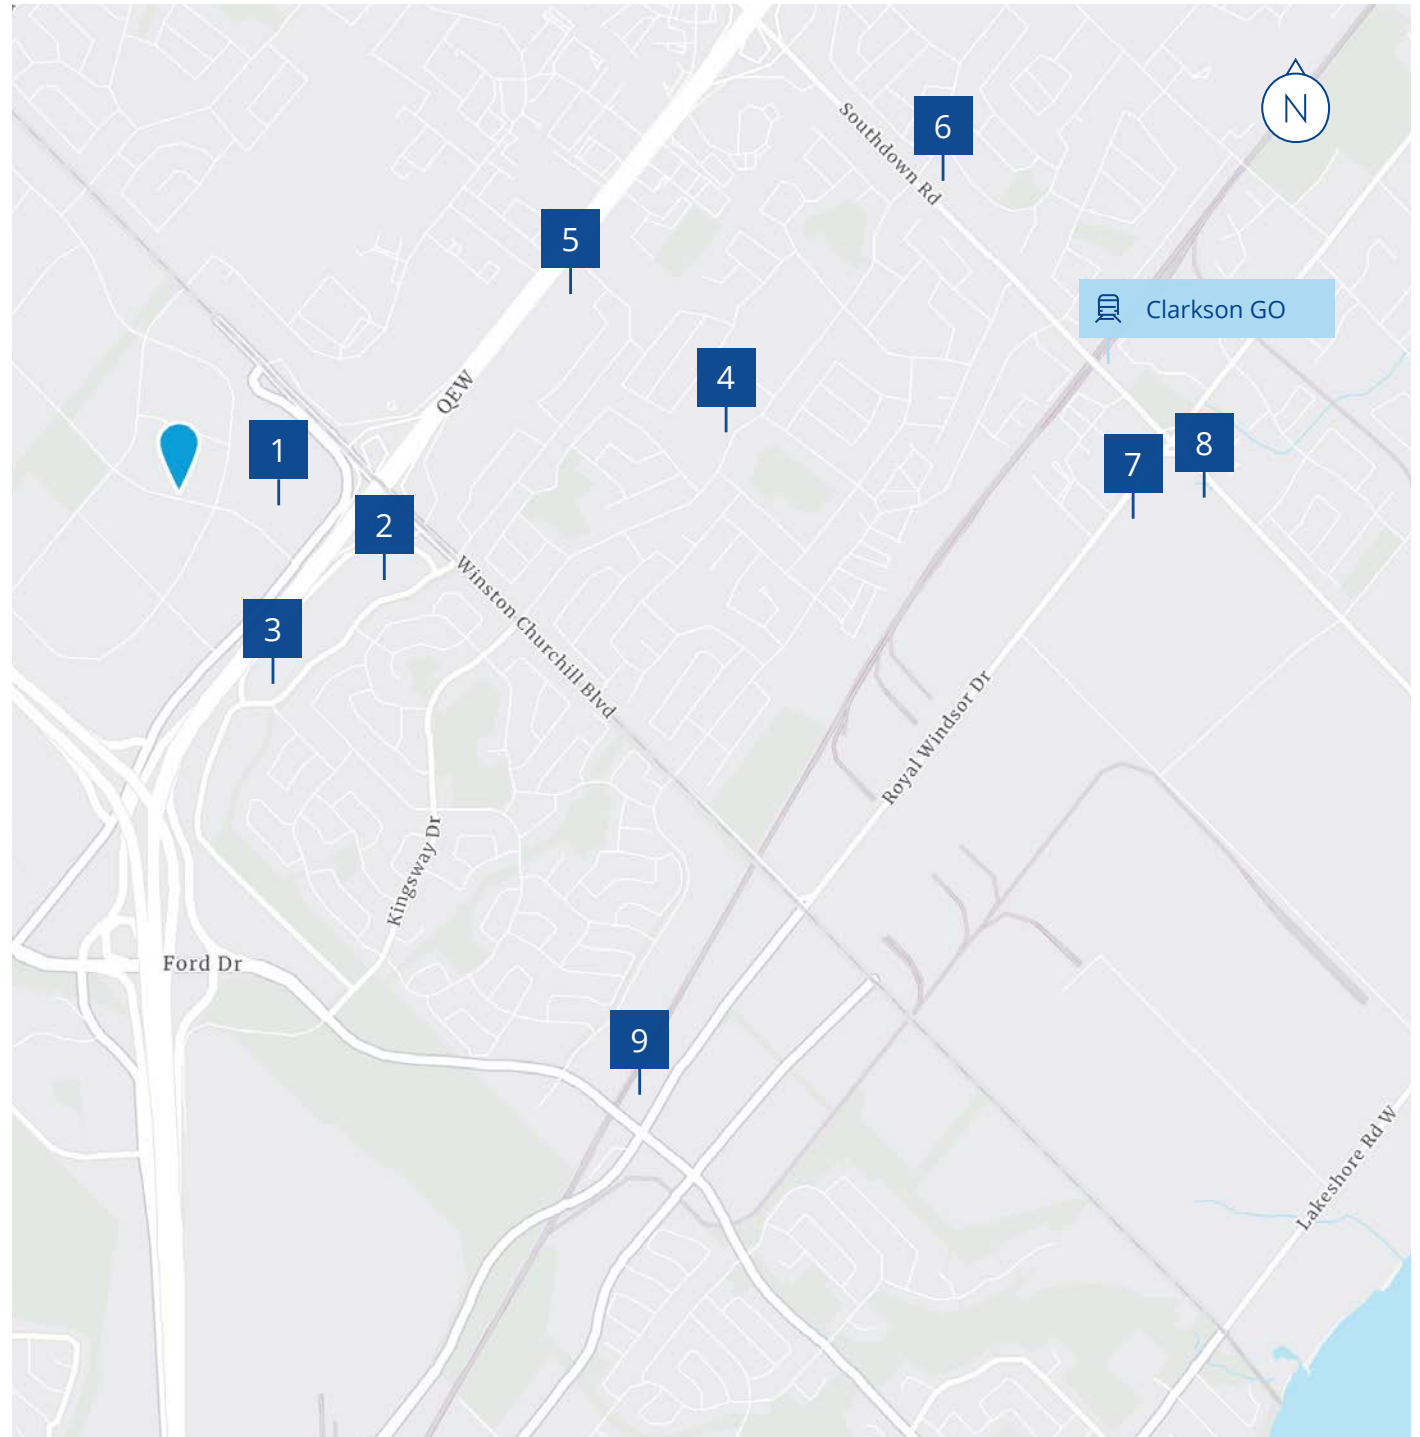 N
6
Southdown Rd
5
Clarkson GO
4
QEW
1
8
7
2
Winston Churchill Blvd
3
Royal Windsor Dr
Kingsway Dr
Ford Dr
9
Lakeshore Rd W